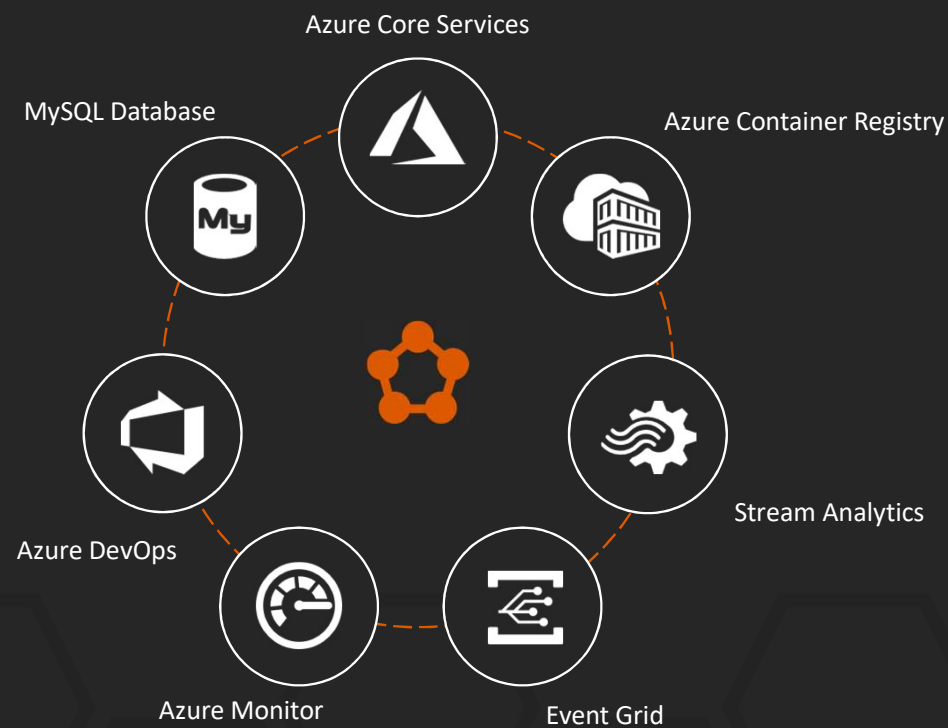 Azure Core Services
MySQL Database
Azure Container Registry
My
Azure DevOps
Stream Analytics
Azure Monitor
Event Grid